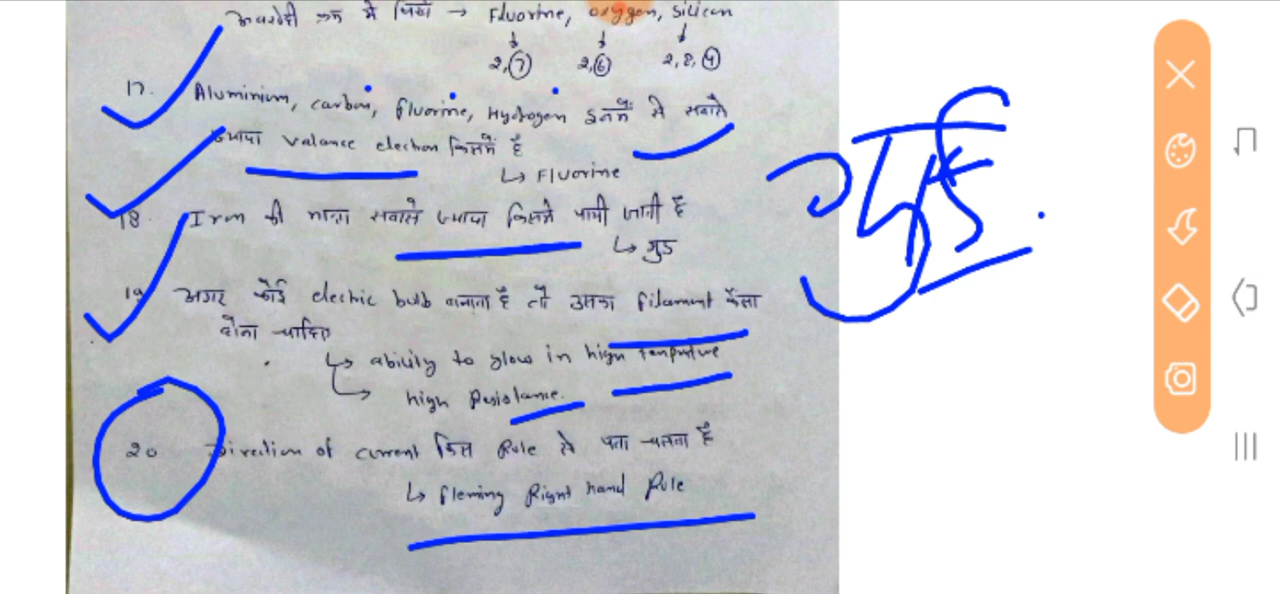 अवरोही क्रम में लिखो → Fluorine, oxygen, silicon
2,7 2,6 2,8,4
17. Aluminium, carbon, fluorine, Hydrogen इनमें से सबसे
ज्यादा valance electron किसमें है
↳ Fluorine
18. Iron की मात्रा सबसे ज्यादा किसमें पायी जाती है
↳ गुड
19. अगर कोई electric bulb बनाता है तो उसका filament कैसा
होना चाहिए
↳ ability to glow in high temprature
↳ high Resistance.
20 Direction of current किस Rule से पता चलता है
↳ fleming Right hand Rule